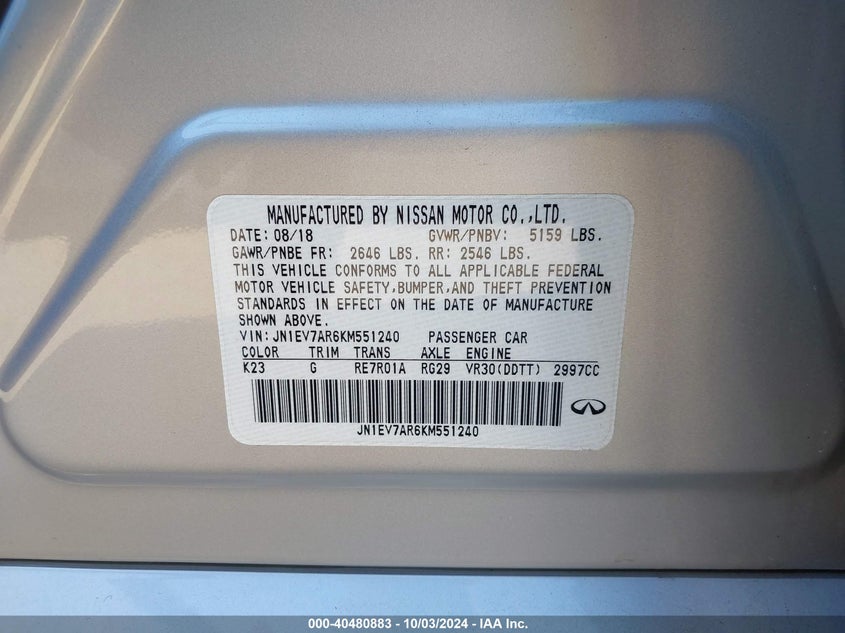 MANUFACTURED BY NISSAN MOTOR CO.,LTD.
DATE: 08/18 GVWR/PNBV: 5159 LBS.
GAWR/PNBE FR: 2646 LBS. RR: 2546 LBS.
THIS VEHICLE CONFORMS TO ALL APPLICABLE FEDERAL
MOTOR VEHICLE SAFETY,BUMPER,AND THEFT PREVENTION
STANDARDS IN EFFECT ON THE DATE OF MANUFACTURE
SHOWN ABOVE.
VIN: JN1EV7AR6KM551240 PASSENGER CAR
COLOR TRIM TRANS AXLE ENGINE
K23 G RE7R01A RG29 VR30(DDTT) 2997CC
JN1EV7AR6KM551240
000-40480883 - 10/03/2024 - IAA Inc.